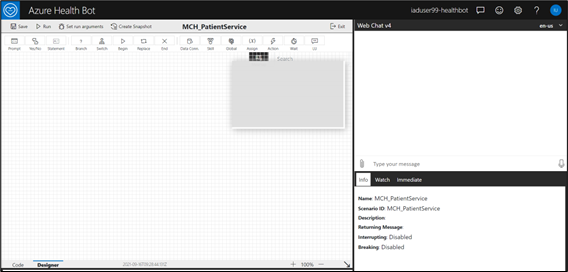 Azure Health Bot
iaduser99-healthbot
Save Run Set run arguments Create Snapshot MCH_PatientService Exit
Prompt Yes/No Statement Branch Switch Begin Replace End Data Conn. Skill Global Assign Action Wait
Search
Code Designer 100%
Web Chat v4 en-us
Type your message
Info Watch Immediate
Name: MCH_PatientService
Scenario ID: MCH_PatientService
Description:
Returning Message
Interrupting: Disabled
Breaking: Disabled